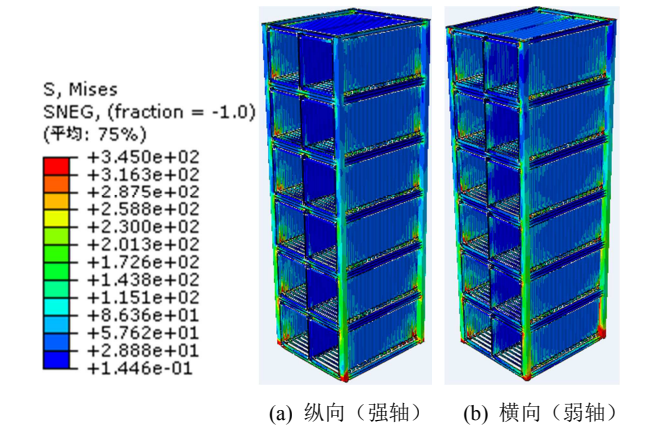 S, Mises
SNEG, (fraction = -1.0)
(平均: 75%)
+3.450e+02
+3.163e+02
+2.875e+02
+2.588e+02
+2.300e+02
+2.013e+02
+1.726e+02
+1.438e+02
+1.151e+02
+8.636e+01
+5.762e+01
+2.888e+01
+1.446e-01
(a) 纵向（强轴）
(b) 横向（弱轴）